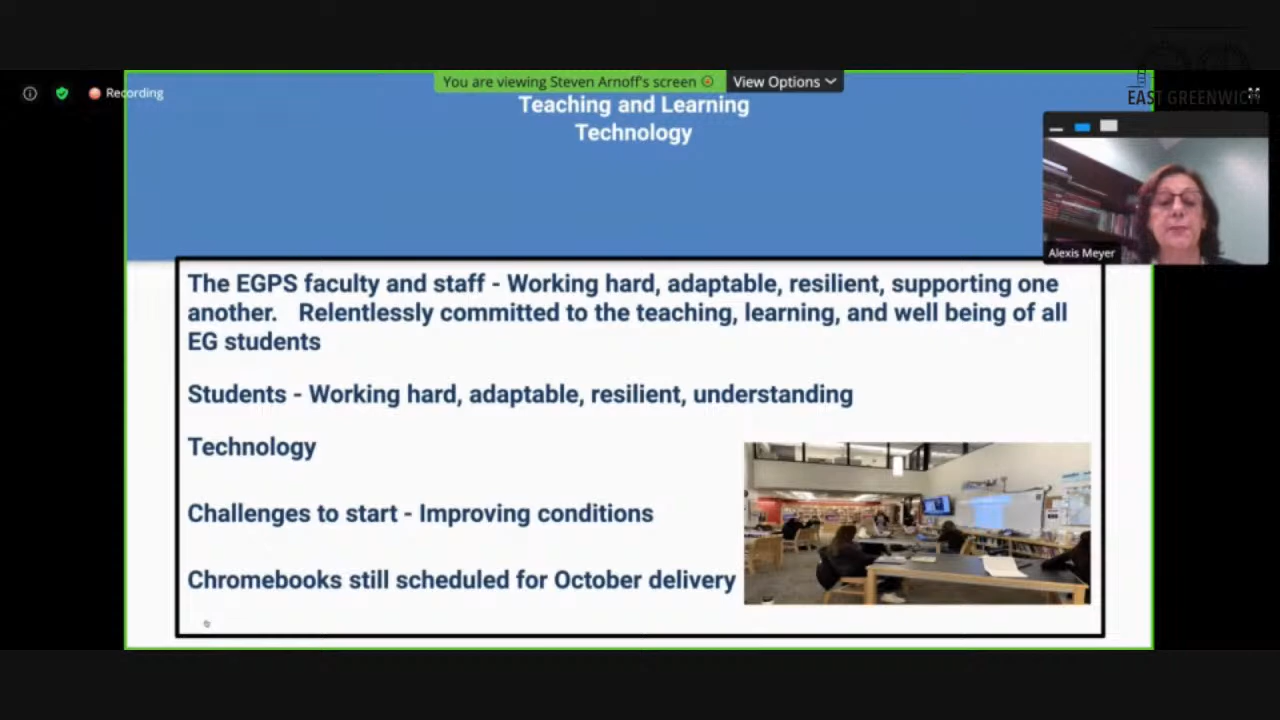 You are viewing Steven Arnoff's screen
View Options
Recording
EAST GREENWICH
Teaching and Learning
Technology
Alexis Meyer
The EGPS faculty and staff - Working hard, adaptable, resilient, supporting one
another. Relentlessly committed to the teaching, learning, and well being of all
EG students
Students - Working hard, adaptable, resilient, understanding
Technology
Challenges to start - Improving conditions
Chromebooks still scheduled for October delivery